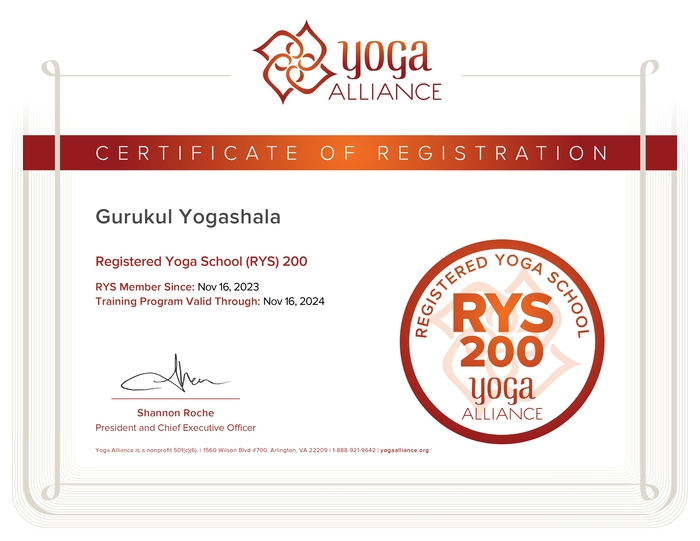 yoga
ALLIANCE
CERTIFICATE OF REGISTRATION
Gurukul Yogashala
Registered Yoga School (RYS) 200
RYS Member Since: Nov 16, 2023
Training Program Valid Through: Nov 16, 2024
Shannon Roche
President and Chief Executive Officer
Yoga Alliance is a nonprofit 501(c)(6). | 1560 Wilson Blvd #700, Arlington, VA 22209 | 1-888-921-9642 | yogaalliance.org
REGISTERED YOGA SCHOOL
RYS
200
yoga
ALLIANCE